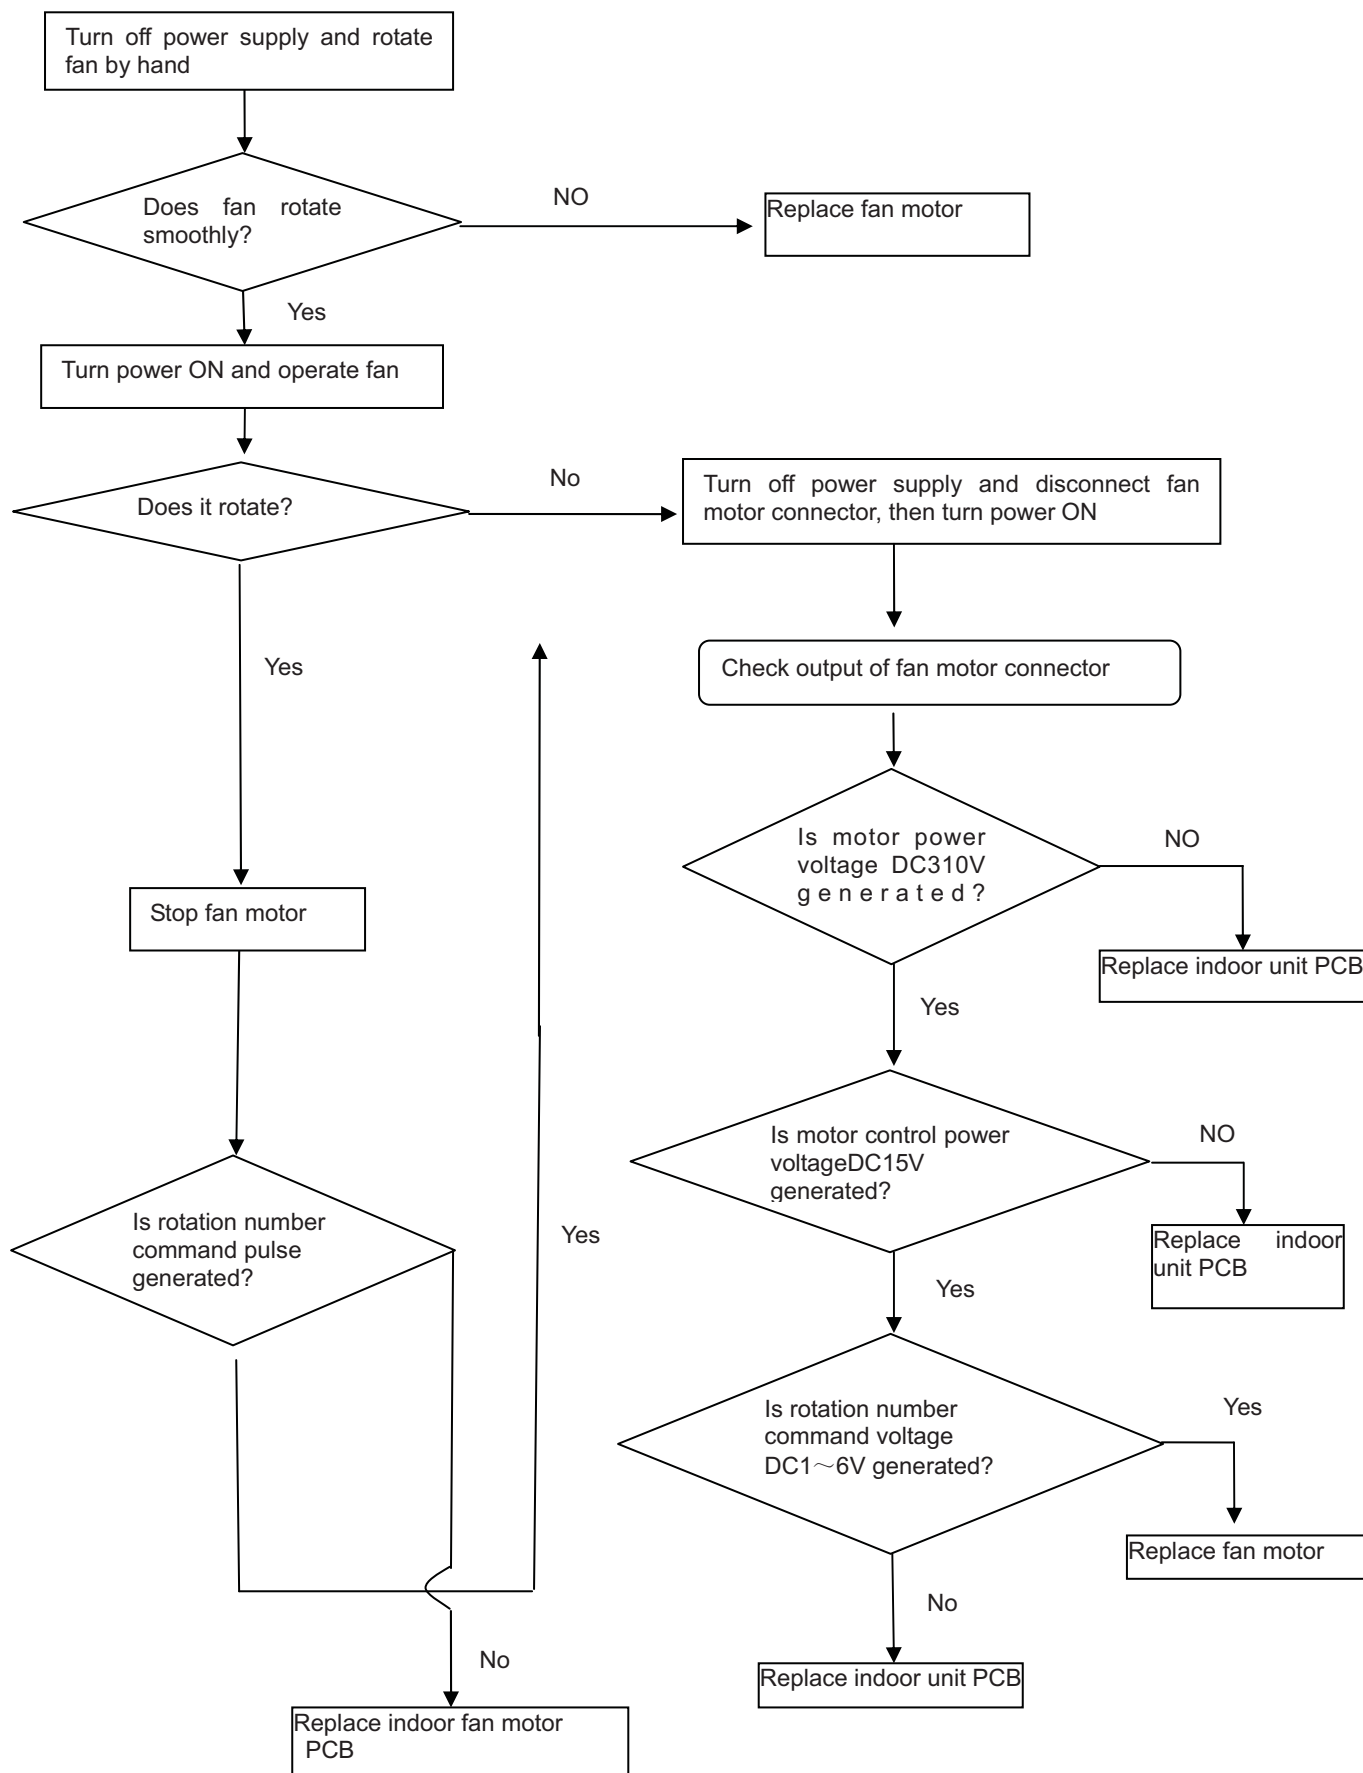 Turn off power supply and rotate
fan by hand
Does fan rotate
smoothly?
NO
Replace fan motor
Yes
Turn power ON and operate fan
Does it rotate?
No
Turn off power supply and disconnect fan
motor connector, then turn power ON
Yes
Check output of fan motor connector
Is motor power
voltage DC310V
generated?
NO
Replace indoor unit PCB
Stop fan motor
Yes
Is motor control power
voltageDC15V
generated?
NO
Replace indoor
unit PCB
Is rotation number
command pulse
generated?
Yes
Yes
Is rotation number
command voltage
DC1～6V generated?
Yes
Replace fan motor
No
Replace indoor unit PCB
No
Replace indoor fan motor
PCB